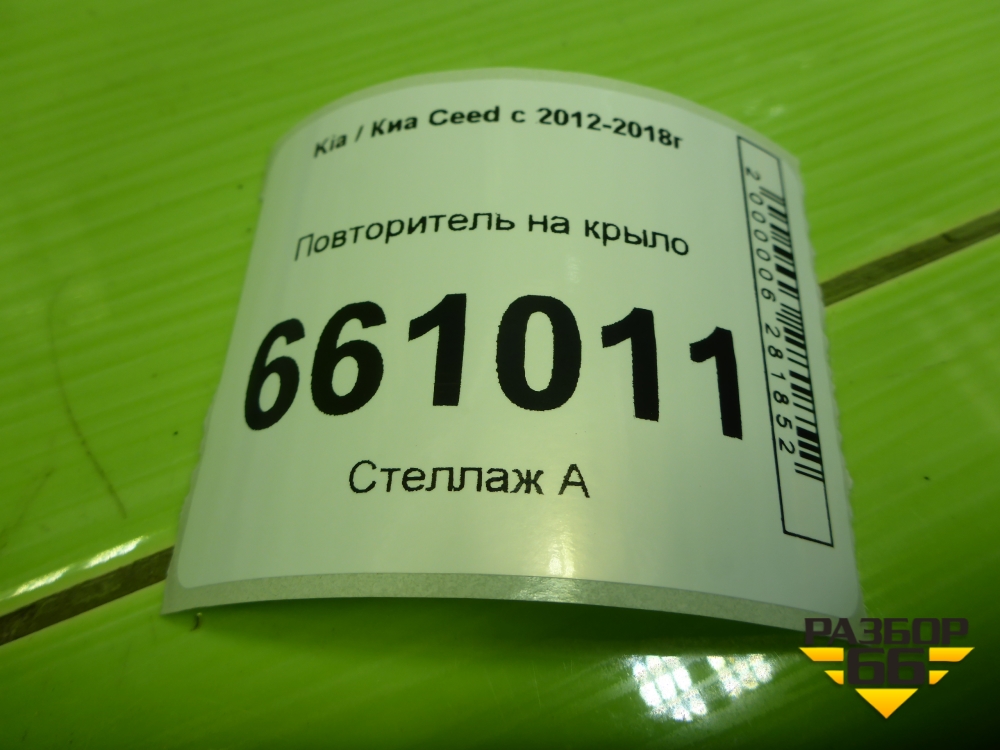 Kia / Киа Ceed с 2012-2018г
Повторитель на крыло
661011
Стеллаж А
2000006281852
РАЗБОР
66